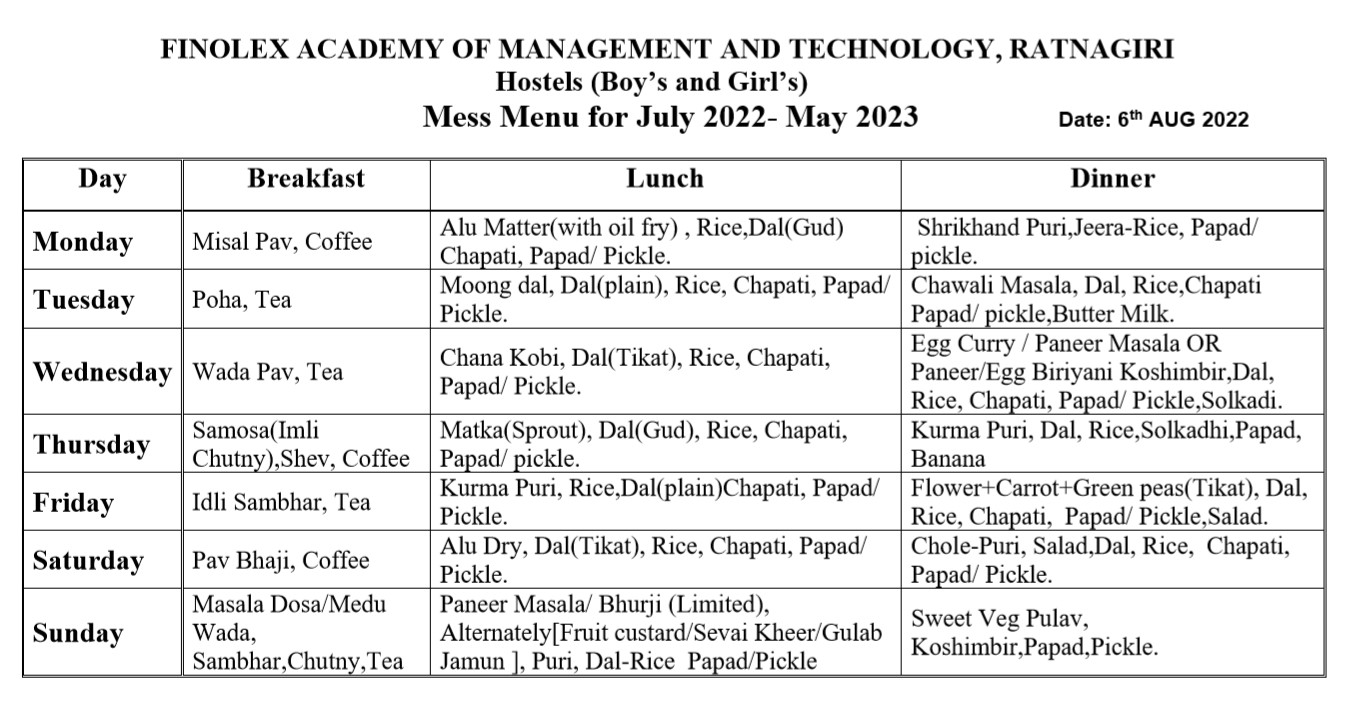 FINOLEX ACADEMY OF MANAGEMENT AND TECHNOLOGY, RATNAGIRI
Hostels (Boy’s and Girl’s)
Mess Menu for July 2022- May 2023
Date: 6th AUG 2022
Day
Breakfast
Lunch
Dinner
Monday
Misal Pav, Coffee
Alu Matter(with oil fry) , Rice,Dal(Gud)
Chapati, Papad/ Pickle.
Shrikhand Puri,Jeera-Rice, Papad/
pickle.
Tuesday
Poha, Tea
Moong dal, Dal(plain), Rice, Chapati, Papad/
Pickle.
Chawali Masala, Dal, Rice,Chapati
Papad/ pickle,Butter Milk.
Wednesday
Wada Pav, Tea
Chana Kobi, Dal(Tikat), Rice, Chapati,
Papad/ Pickle.
Egg Curry / Paneer Masala OR
Paneer/Egg Biriyani Koshimbir,Dal,
Rice, Chapati, Papad/ Pickle,Solkadi.
Thursday
Samosa(Imli
Chutny),Shev, Coffee
Matka(Sprout), Dal(Gud), Rice, Chapati,
Papad/ pickle.
Kurma Puri, Dal, Rice,Solkadhi,Papad,
Banana
Friday
Idli Sambhar, Tea
Kurma Puri, Rice,Dal(plain)Chapati, Papad/
Pickle.
Flower+Carrot+Green peas(Tikat), Dal,
Rice, Chapati, Papad/ Pickle,Salad.
Saturday
Pav Bhaji, Coffee
Alu Dry, Dal(Tikat), Rice, Chapati, Papad/
Pickle.
Chole-Puri, Salad,Dal, Rice, Chapati,
Papad/ Pickle.
Sunday
Masala Dosa/Medu
Wada,
Sambhar,Chutny,Tea
Paneer Masala/ Bhurji (Limited),
Alternately[Fruit custard/Sevai Kheer/Gulab
Jamun ], Puri, Dal-Rice Papad/Pickle
Sweet Veg Pulav,
Koshimbir,Papad,Pickle.